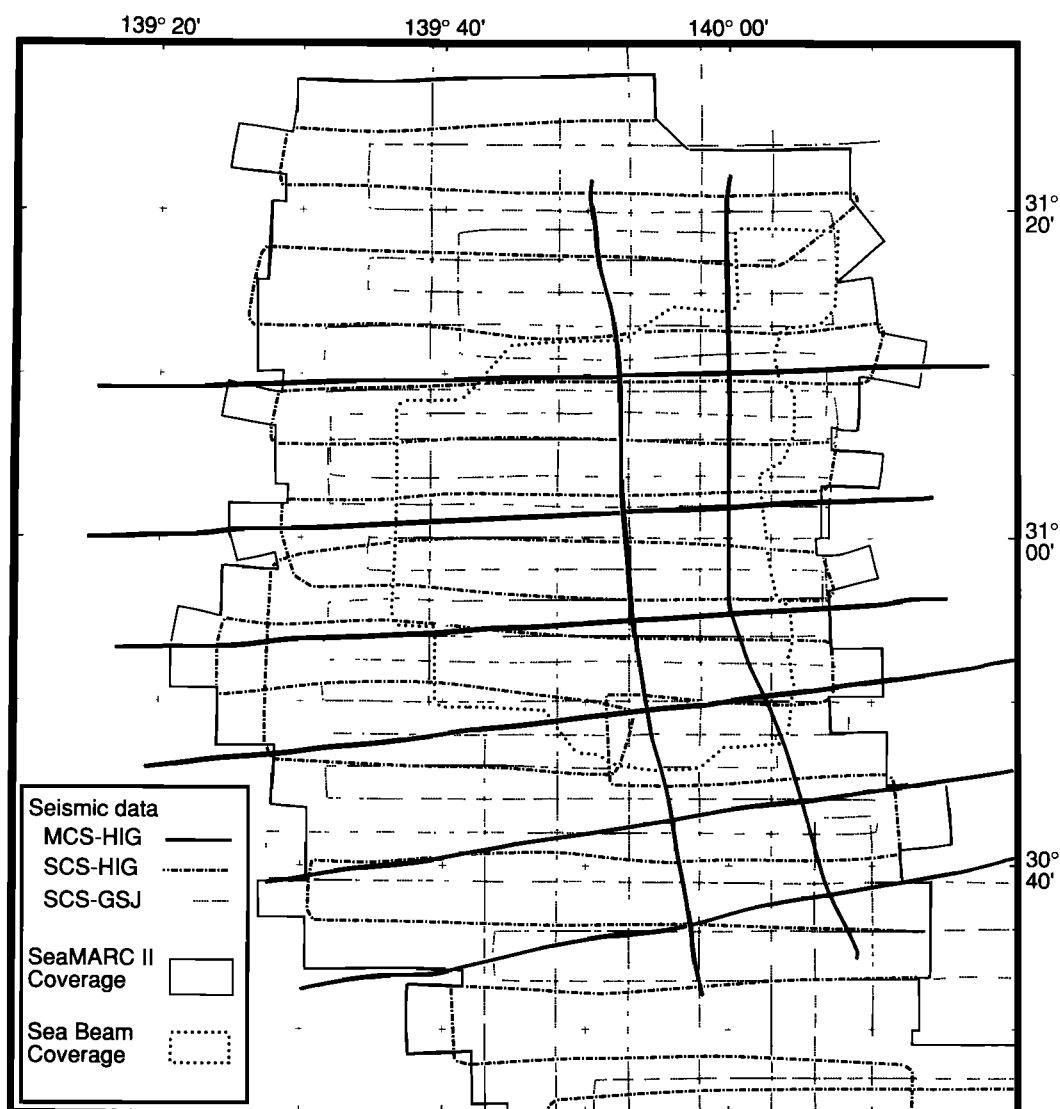 139° 20'
139° 40'
140° 00'
31°
20'
31°
00'
30°
40'
Seismic data
MCS-HIG
SCS-HIG
SCS-GSJ
SeaMARC II
Coverage
Sea Beam
Coverage